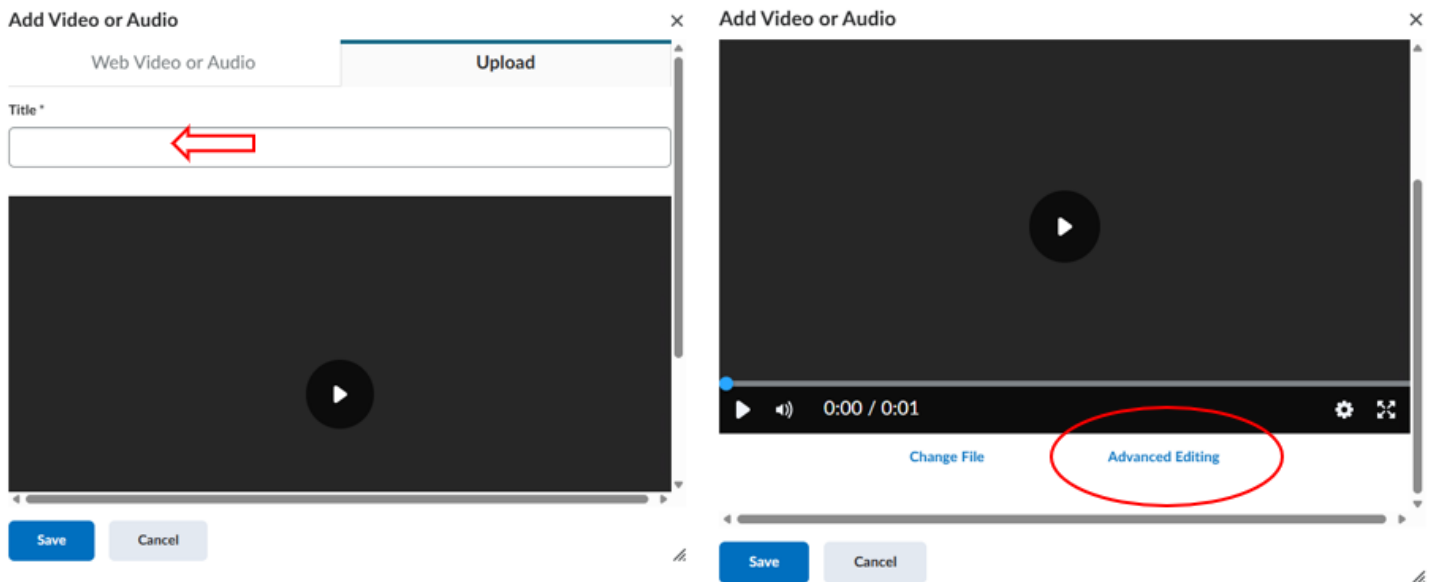 Add Video or Audio
Web Video or Audio
Upload
Title *
Save
Cancel
Add Video or Audio
0:00 / 0:01
Change File
Advanced Editing
Save
Cancel